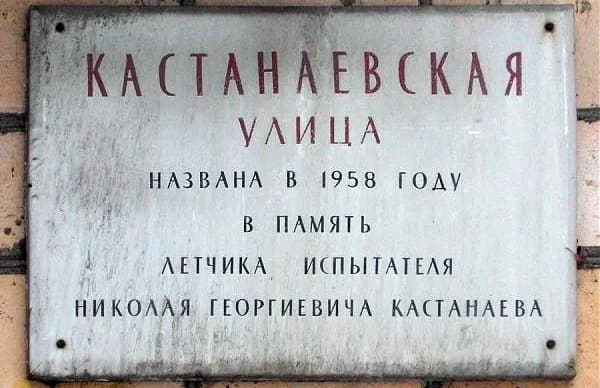 КАСТАНАЕВСКАЯ
УЛИЦА
НАЗВАНА В 1958 ГОДУ
В ПАМЯТЬ
ЛЕТЧИКА ИСПЫТАТЕЛЯ
НИКОЛАЯ ГЕОРГИЕВИЧА КАСТАНАЕВА